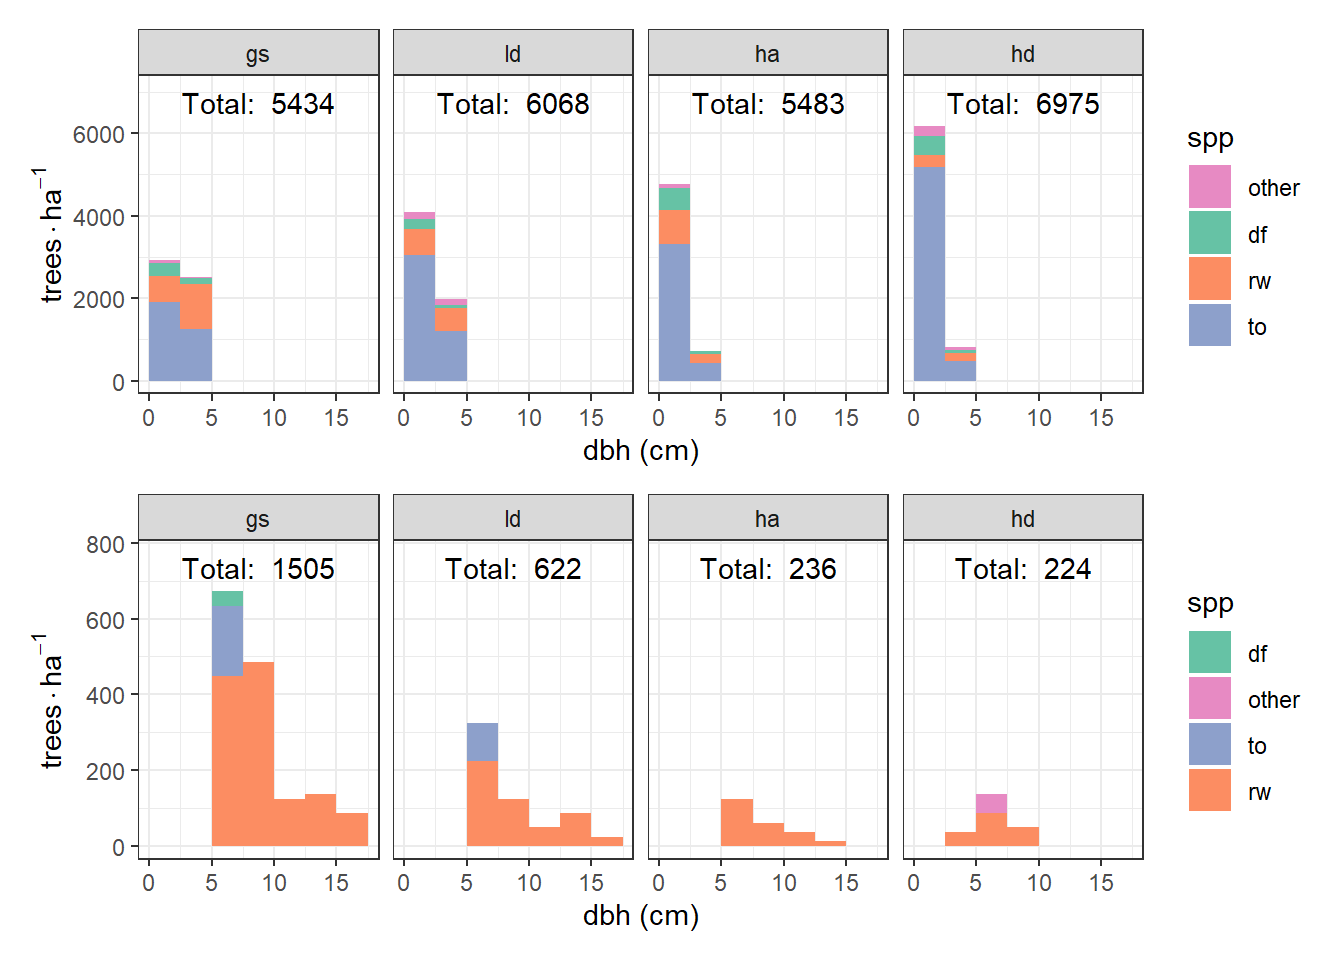 gs ld ha hd
Total: 5434 Total: 6068 Total: 5483 Total: 6975
6000
4000
2000
0
trees · ha⁻¹
0 5 10 15 0 5 10 15 0 5 10 15 0 5 10 15
dbh (cm)
spp
other
df
rw
to
gs ld ha hd
Total: 1505 Total: 622 Total: 236 Total: 224
800
600
400
200
0
trees · ha⁻¹
0 5 10 15 0 5 10 15 0 5 10 15 0 5 10 15
dbh (cm)
spp
df
other
to
rw